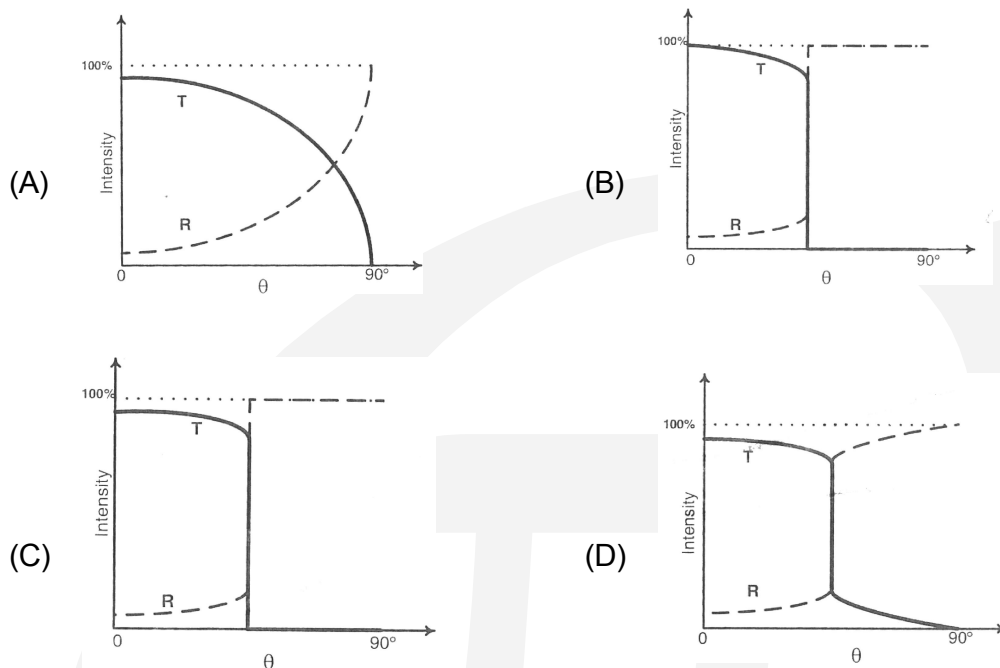 (A)
100%
Intensity
T
R
0
90°
θ
(B)
100%
Intensity
T
R
0
90°
θ
(C)
100%
Intensity
T
R
0
90°
θ
(D)
100%
Intensity
T
R
0
90°
θ